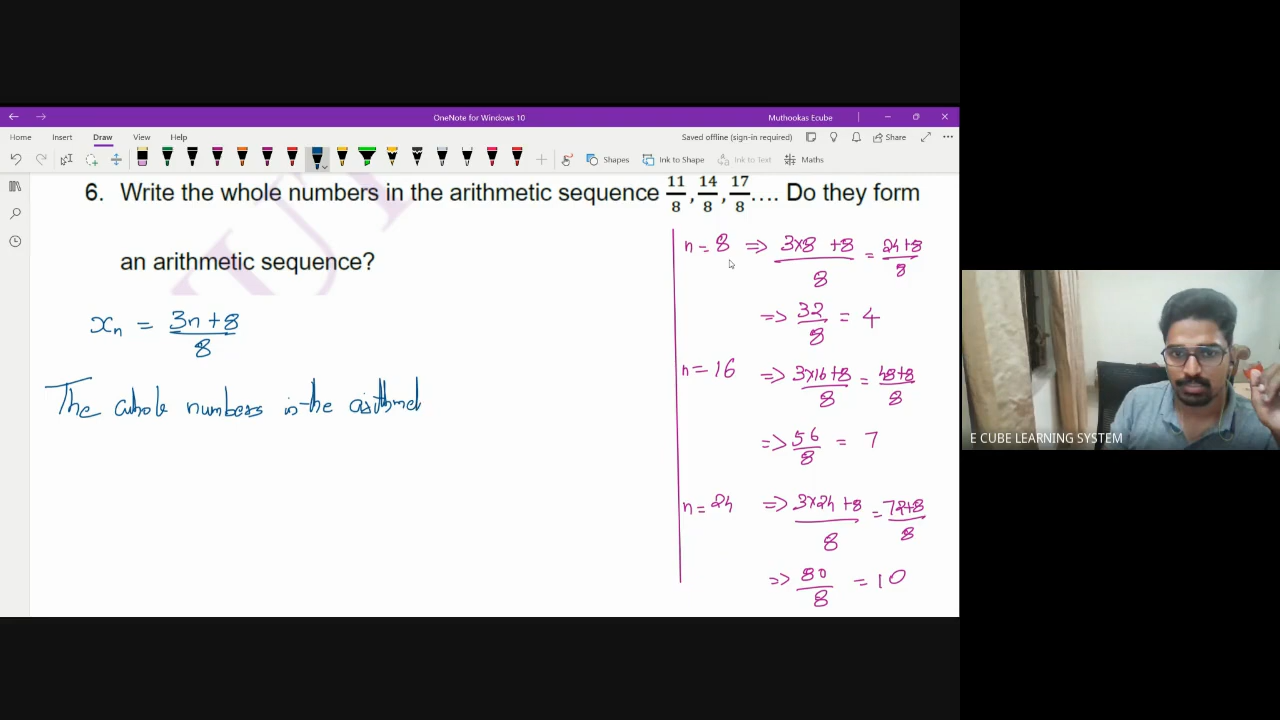 OneNote for Windows 10
Muthookas Ecube
Home Insert Draw View Help
Saved offline (sign-in required)
Share
Shapes
Ink to Shape
Ink to Text
Maths
6. Write the whole numbers in the arithmetic sequence 11/8, 14/8, 17/8.... Do they form
an arithmetic sequence?
xₙ = 3n+8/8
The whole numbers in the arithmet
n = 8 ⇒ 3×8 +8/8 = 24+8/8
⇒ 32/8 = 4
n = 16 ⇒ 3×16+8/8 = 48+8/8
⇒ 56/8 = 7
n = 24 ⇒ 3×24 +8/8 = 72+8/8
⇒ 80/8 = 10
E CUBE LEARNING SYSTEM